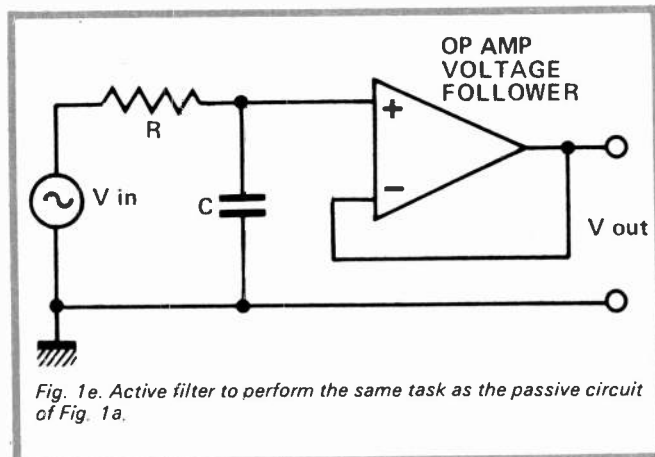 OP AMP
VOLTAGE
FOLLOWER
R
+
V in
C
−
V out
Fig. 1e. Active filter to perform the same task as the passive circuit
of Fig. 1a.